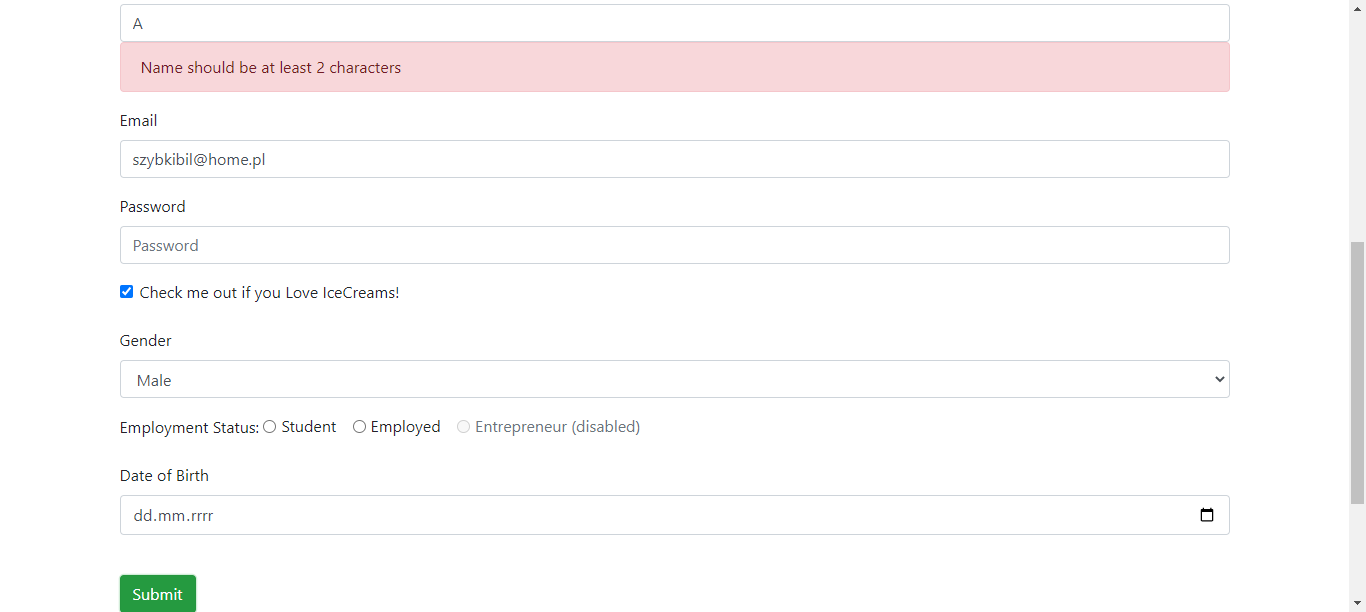 A
Name should be at least 2 characters
Email
szybkibil@home.pl
Password
Password
Check me out if you Love IceCreams!
Gender
Male
Employment Status: Student Employed Entrepreneur (disabled)
Date of Birth
dd.mm.rrrr
Submit